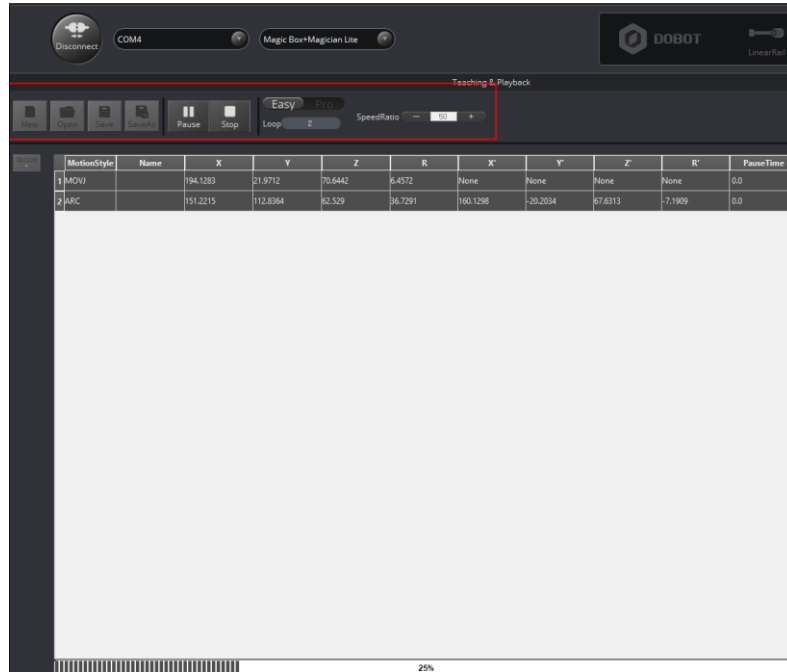 Disconnect COM4 Magic Box+Magician Lite DOBOT LinearRail
Teaching & Playback
New Open Save SaveAs Pause Stop Easy Pro Loop 2 SpeedRatio − 50 +
Option
MotionStyle Name X Y Z R X' Y' Z' R' PauseTime
1 MOVJ 194.1283 21.9712 70.6442 6.4572 None None None None 0.0
2 ARC 151.2215 112.8364 62.529 36.7291 160.1298 -20.2034 67.6313 -7.1909 0.0
25%